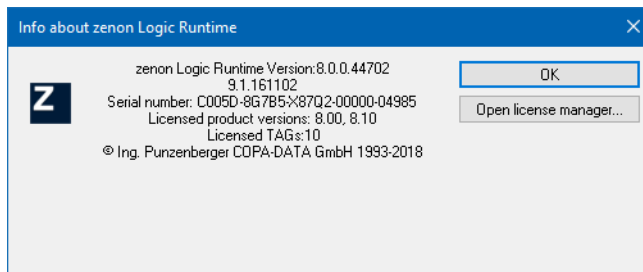 Info about zenon Logic Runtime
zenon Logic Runtime Version:8.0.0.44702
9.1.161102
Serial number: C005D-8G7B5-X87Q2-00000-04985
Licensed product versions: 8.00, 8.10
Licensed TAGs:10
© Ing. Punzenberger COPA-DATA GmbH 1993-2018
OK
Open license manager...
Z